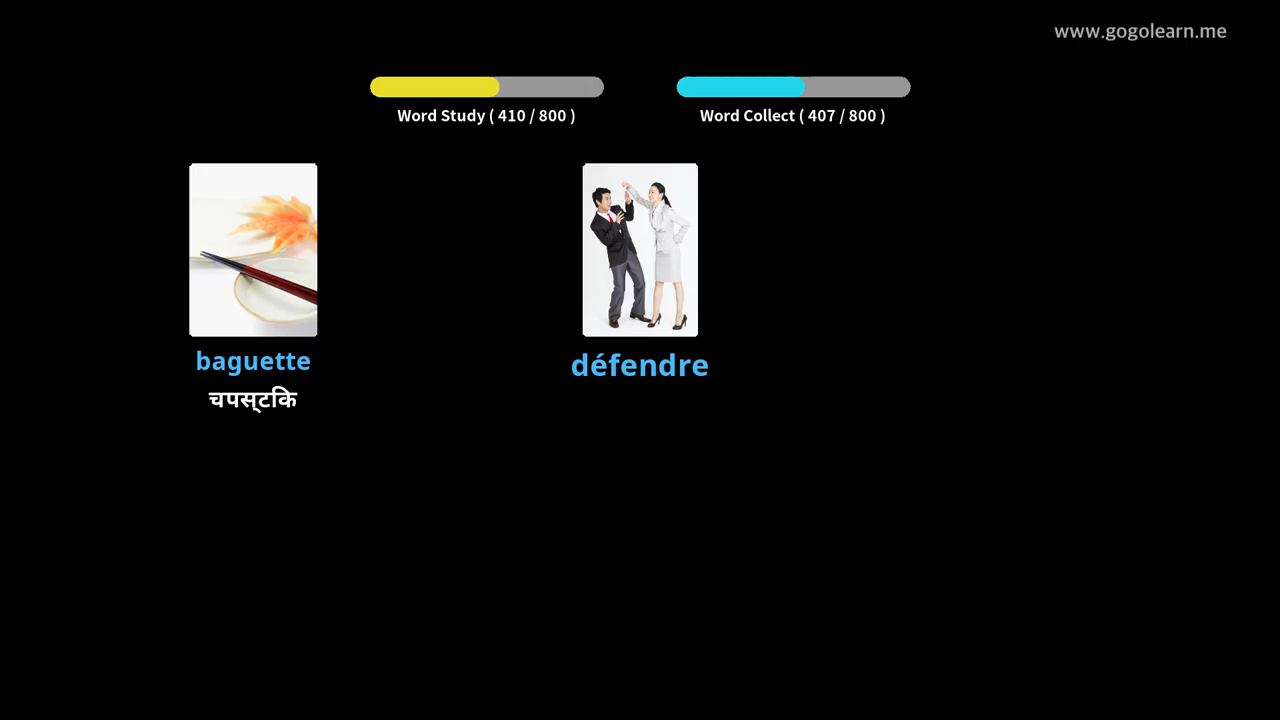 www.gogolearn.me
Word Study ( 410 / 800 )
Word Collect ( 407 / 800 )
baguette
défendre
चपस्टकि